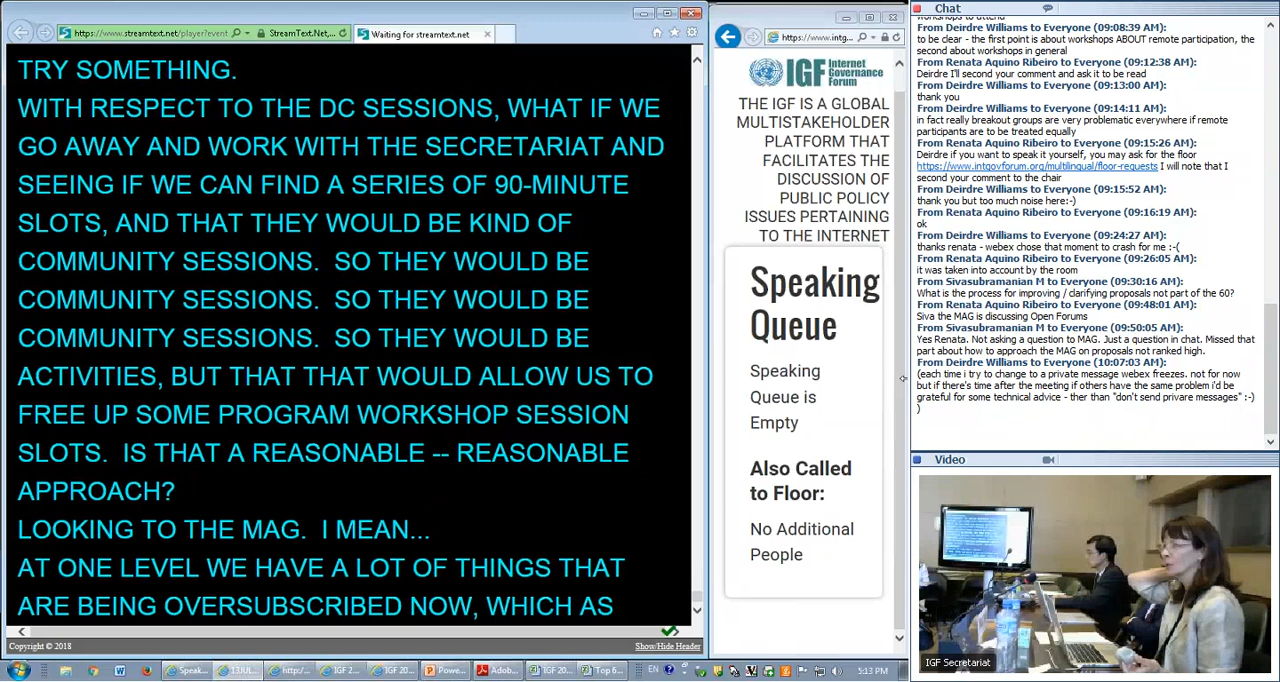 https://www.streamtext.net/player?event
StreamText.Net,...
Waiting for streamtext.net
TRY SOMETHING.
WITH RESPECT TO THE DC SESSIONS, WHAT IF WE
GO AWAY AND WORK WITH THE SECRETARIAT AND
SEEING IF WE CAN FIND A SERIES OF 90-MINUTE
SLOTS, AND THAT THEY WOULD BE KIND OF
COMMUNITY SESSIONS.  SO THEY WOULD BE
COMMUNITY SESSIONS.  SO THEY WOULD BE
COMMUNITY SESSIONS.  SO THEY WOULD BE
ACTIVITIES, BUT THAT THAT WOULD ALLOW US TO
FREE UP SOME PROGRAM WORKSHOP SESSION
SLOTS.  IS THAT A REASONABLE -- REASONABLE
APPROACH?
LOOKING TO THE MAG.  I MEAN...
AT ONE LEVEL WE HAVE A LOT OF THINGS THAT
ARE BEING OVERSUBSCRIBED NOW, WHICH AS
Copyright © 2018
Show/Hide Header
https://www.intg...
IGF Internet
Governance
Forum
THE IGF IS A GLOBAL
MULTISTAKEHOLDER
PLATFORM THAT
FACILITATES THE
DISCUSSION OF
PUBLIC POLICY
ISSUES PERTAINING
TO THE INTERNET
Speaking
Queue
Speaking
Queue is
Empty
Also Called
to Floor:
No Additional
People
Chat
workshops to attend
From Deirdre Williams to Everyone (09:08:39 AM):
to be clear - the first point is about workshops ABOUT remote participation, the
second about workshops in general
From Renata Aquino Ribeiro to Everyone (09:12:38 AM):
Deirdre I'll second your comment and ask it to be read
From Deirdre Williams to Everyone (09:13:00 AM):
thank you
From Deirdre Williams to Everyone (09:14:11 AM):
in fact really breakout groups are very problematic everywhere if remote
participants are to be treated equally
From Renata Aquino Ribeiro to Everyone (09:15:26 AM):
Deirdre if you want to speak it yourself, you may ask for the floor
https://www.intgovforum.org/multilingual/floor-requests I will note that I
second your comment to the chair
From Deirdre Williams to Everyone (09:15:52 AM):
thank you but too much noise here:-)
From Renata Aquino Ribeiro to Everyone (09:16:19 AM):
ok
From Deirdre Williams to Everyone (09:24:27 AM):
thanks renata - webex chose that moment to crash for me :-(
From Renata Aquino Ribeiro to Everyone (09:26:05 AM):
it was taken into account by the room
From Sivasubramanian M to Everyone (09:30:16 AM):
What is the process for improving / clarifying proposals not part of the 60?
From Renata Aquino Ribeiro to Everyone (09:48:01 AM):
Siva the MAG is discussing Open Forums
From Sivasubramanian M to Everyone (09:50:05 AM):
Yes Renata. Not asking a question to MAG. Just a question in chat. Missed that
part about how to approach the MAG on proposals not ranked high.
From Deirdre Williams to Everyone (10:07:03 AM):
(each time i try to change to a private message webex freezes. not for now
but if there's time after the meeting if others have the same problem i'd be
grateful for some technical advice - ther than "don't send private messages" :-)
)
Video
IGF Secretariat
Speak...
13JUL...
http:/...
IGF 2...
IGF 20...
Powe...
Adob...
IGF 20...
Top 6...
EN
5:13 PM